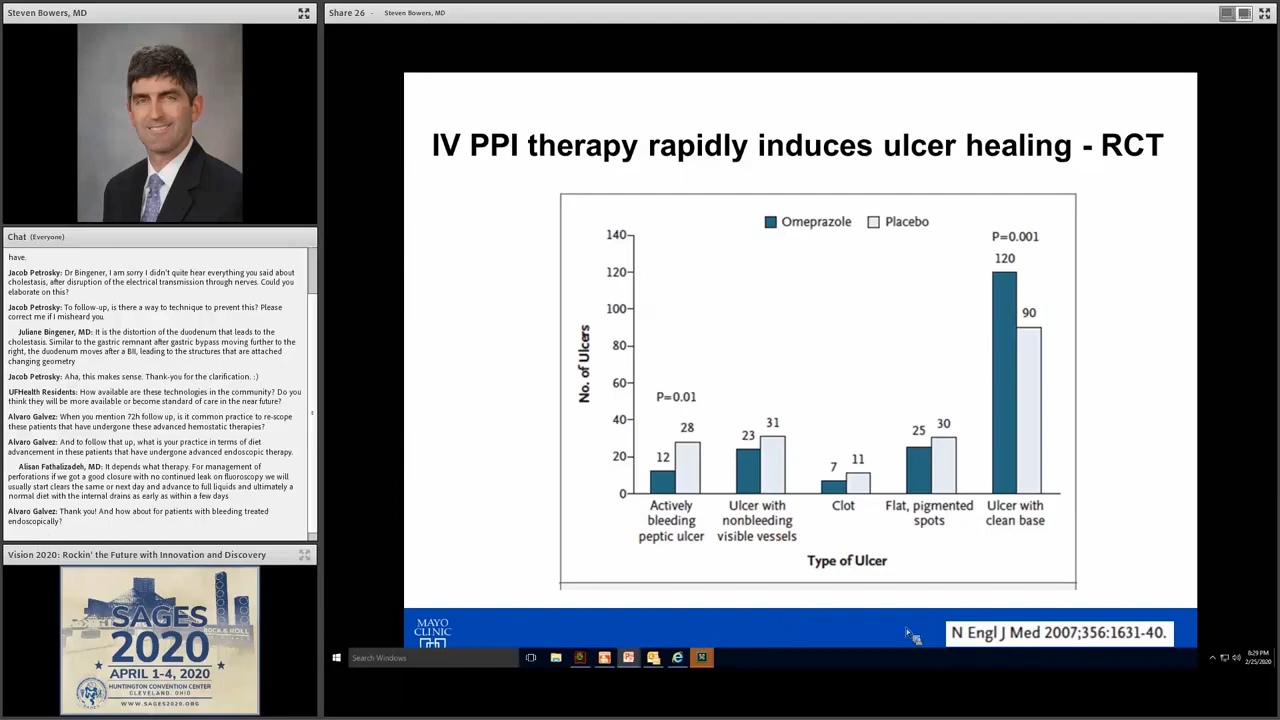 Steven Bowers, MD
Share 26 - Steven Bowers, MD
Chat (Everyone)
have.
Jacob Petrosky: Dr Bingener, I am sorry I didn't quite hear everything you said about
cholestasis, after disruption of the electrical transmission through nerves. Could you
elaborate on this?
Jacob Petrosky: To follow-up, is there a way to technique to prevent this? Please
correct me if I misheard you.
Juliane Bingener, MD: It is the distortion of the duodenum that leads to the
cholestasis. Similar to the gastric remnant after gastric bypass moving further to the
right, the duodenum moves after a BII, leading to the structures that are attached
changing geometry
Jacob Petrosky: Aha, this makes sense. Thank-you for the clarification. :)
UFHealth Residents: How available are these technologies in the community? Do you
think they will be more available or become standard of care in the near future?
Alvaro Galvez: When you mention 72h follow up, is it common practice to re-scope
these patients that have undergone these advanced hemostatic therapies?
Alvaro Galvez: And to follow that up, what is your practice in terms of diet
advancement in these patients that have undergone advanced endoscopic therapy.
Alisan Fathalizadeh, MD: It depends what therapy. For management of
perforations if we got a good closure with no continued leak on fluoroscopy we will
usually start clears the same or next day and advance to full liquids and ultimately a
normal diet with the internal drains as early as within a few days
Alvaro Galvez: Thank you! And how about for patients with bleeding treated
endoscopically?
Vision 2020: Rockin' the Future with Innovation and Discovery
ROCK & ROLL
SAGES
2020
APRIL 1-4, 2020
HUNTINGTON CONVENTION CENTER
CLEVELAND, OHIO
WWW.SAGES2020.ORG
IV PPI therapy rapidly induces ulcer healing - RCT
Omeprazole Placebo
No. of Ulcers
140
120
100
80
60
40
20
0
P=0.01
12 28
23 31
7 11
25 30
P=0.001
120 90
Actively
bleeding
peptic ulcer
Ulcer with
nonbleeding
visible vessels
Clot
Flat, pigmented
spots
Ulcer with
clean base
Type of Ulcer
MAYO
CLINIC
N Engl J Med 2007;356:1631-40.
Search Windows
8:29 PM
2/25/2020